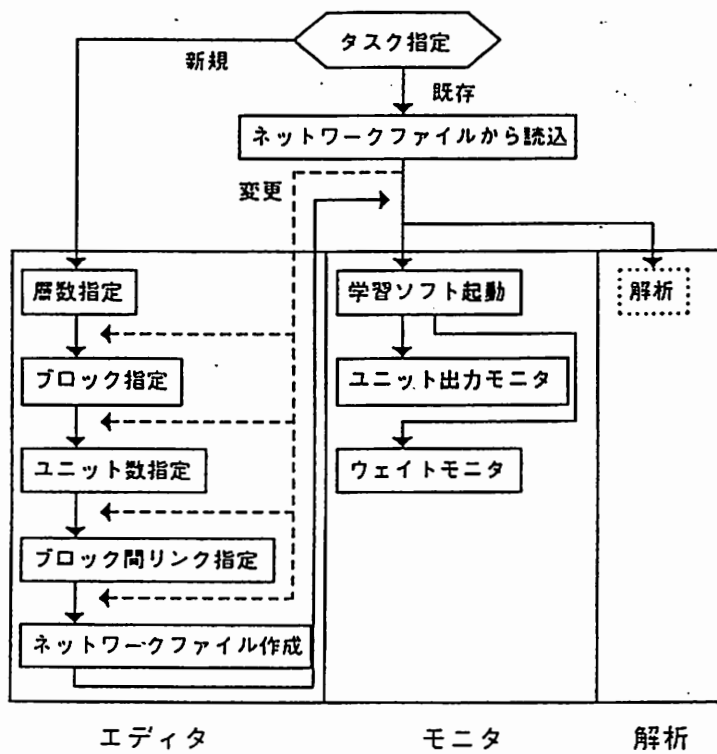 タスク指定
新規
既存
ネットワークファイルから読込
変更
層数指定
学習ソフト起動
解析
ブロック指定
ユニット出力モニタ
ユニット数指定
ウェイトモニタ
ブロック間リンク指定
ネットワークファイル作成
エディタ
モニタ
解析